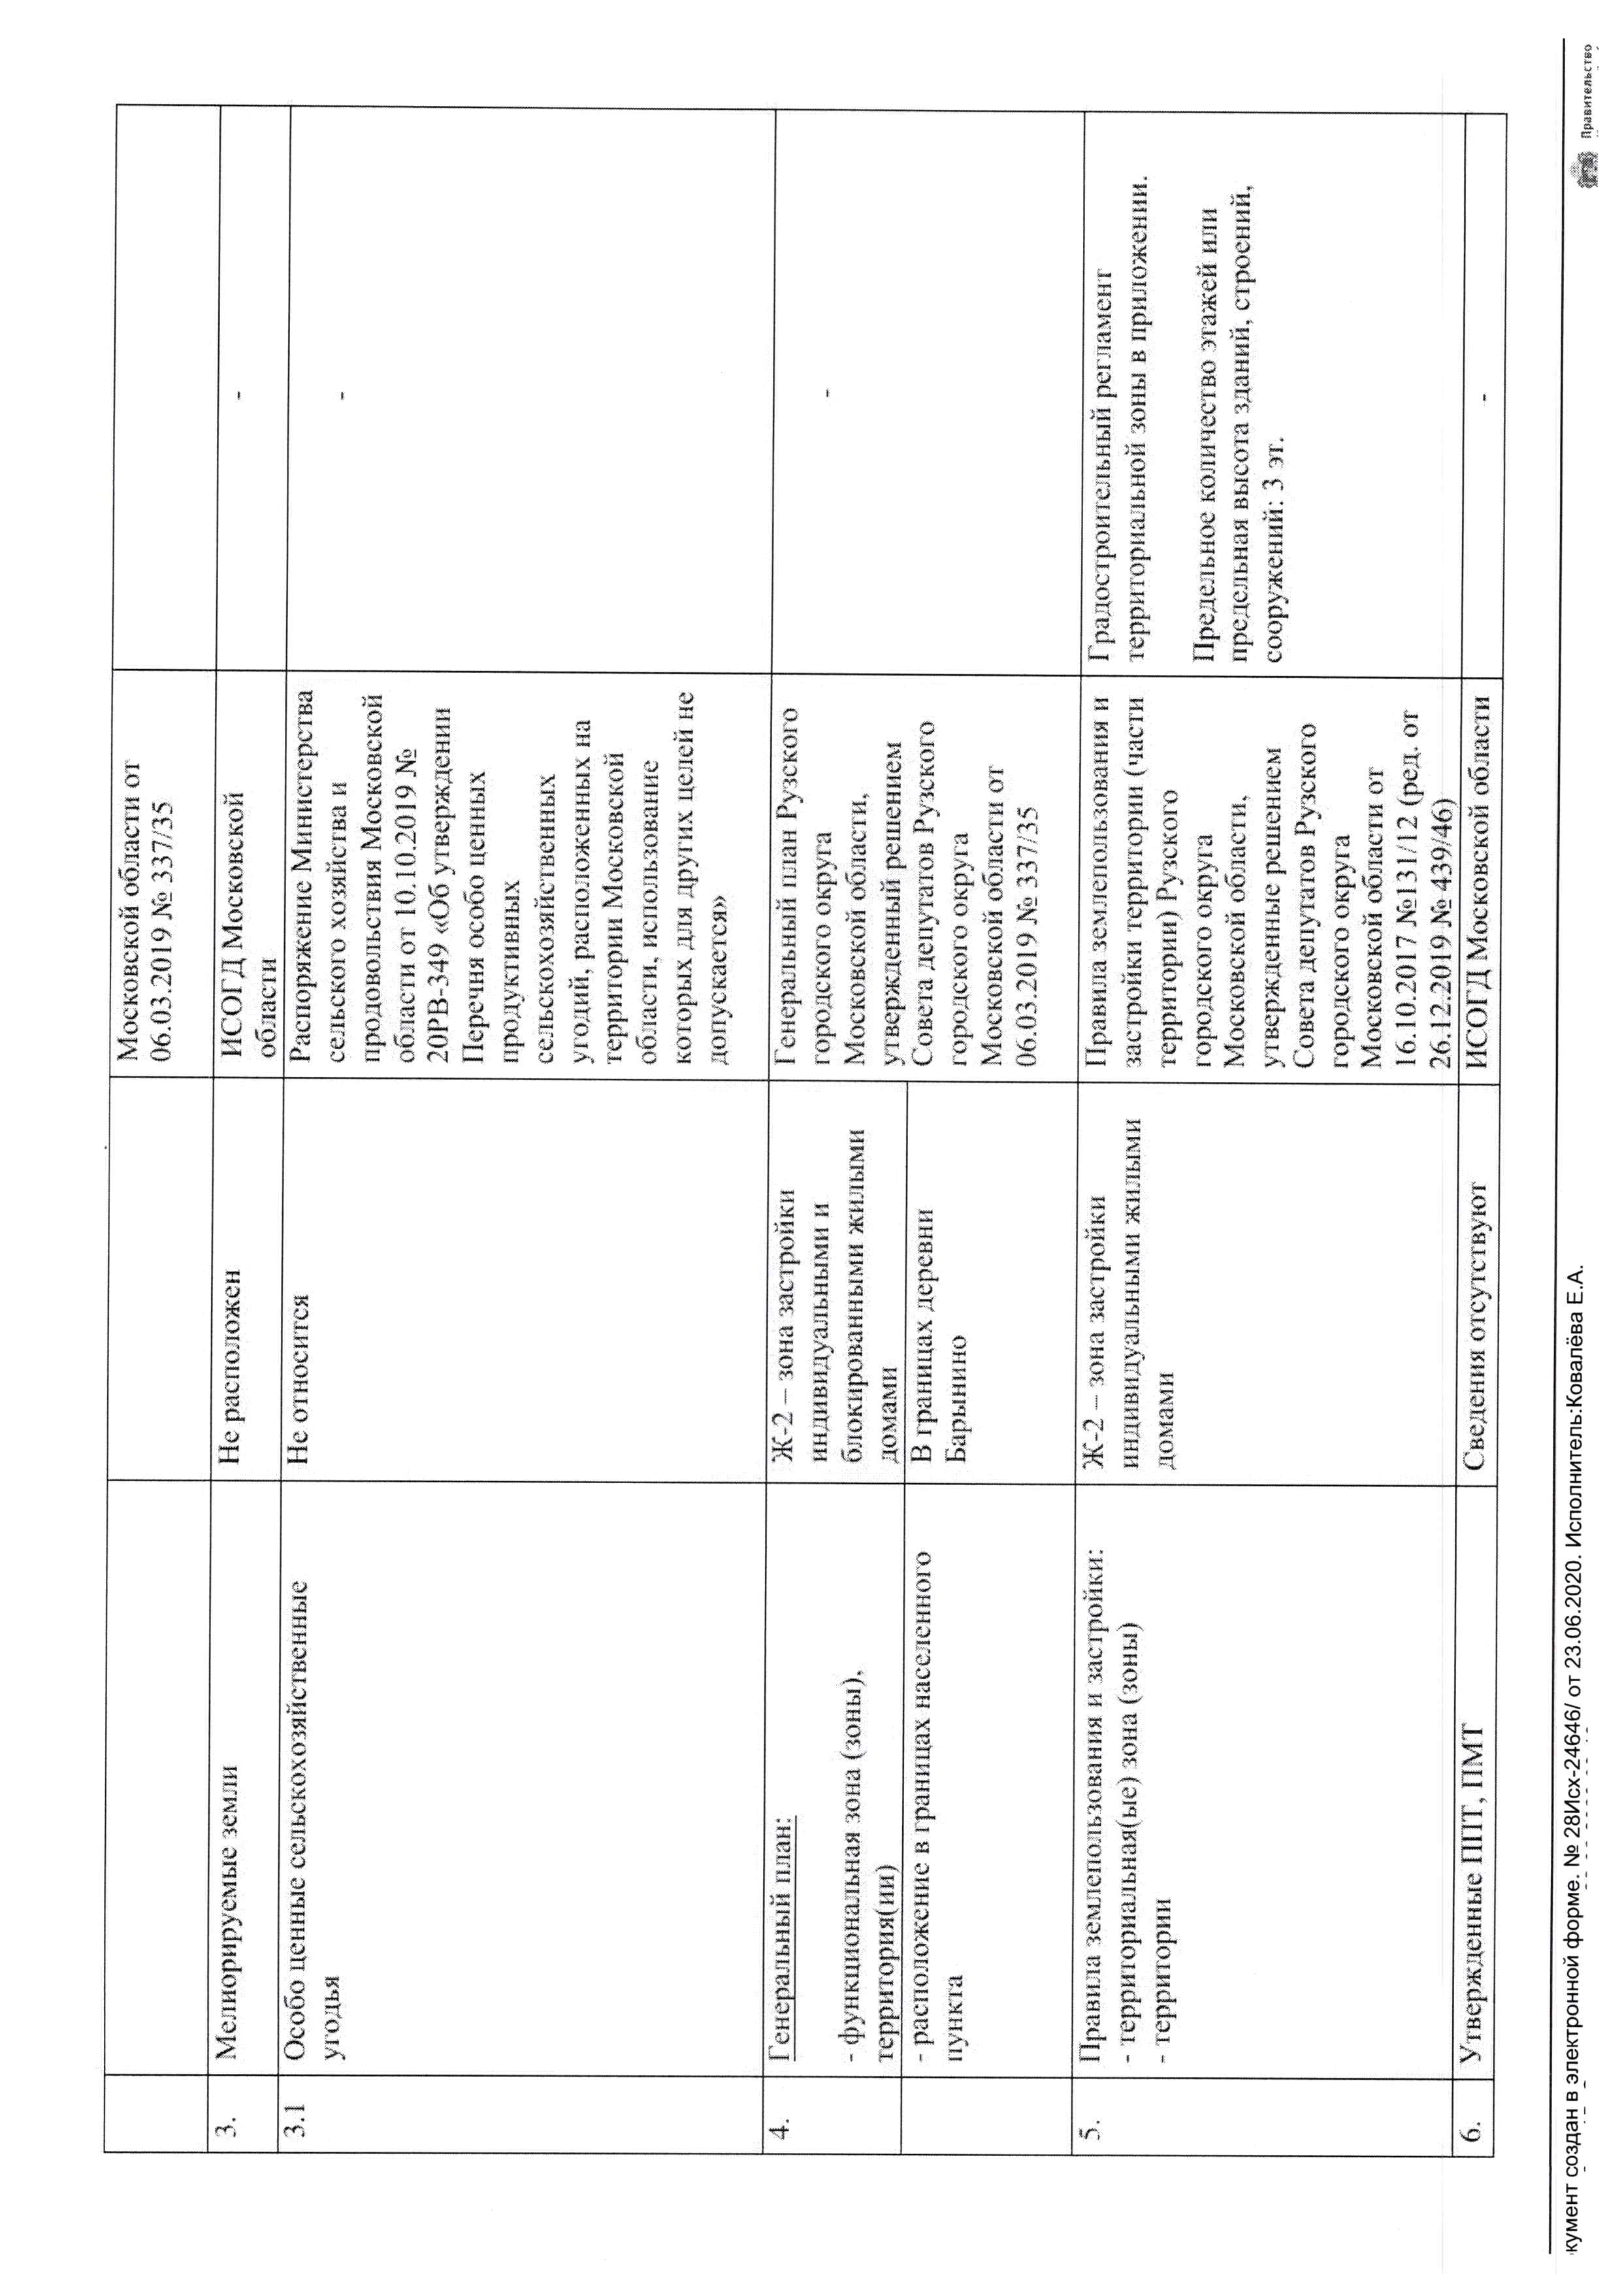 Московской области от
06.03.2019 № 337/35
3.
Мелиорируемые земли
Не расположен
ИСОГД Московской
области
-
3.1
Особо ценные сельскохозяйственные
угодья
Не относится
Распоряжение Министерства
сельского хозяйства и
продовольствия Московской
области от 10.10.2019 №
20РВ-349 «Об утверждении
Перечня особо ценных
продуктивных
сельскохозяйственных
угодий, расположенных на
территории Московской
области, использование
которых для других целей не
допускается»
-
4.
Генеральный план:
- функциональная зона (зоны),
территория(ии)
Ж-2 – зона застройки
индивидуальными и
блокированными жилыми
домами
- расположение в границах населенного
пункта
В границах деревни
Барынино
Генеральный план Рузского
городского округа
Московской области,
утвержденный решением
Совета депутатов Рузского
городского округа
Московской области от
06.03.2019 № 337/35
-
5.
Правила землепользования и застройки:
- территориальная(ые) зона (зоны)
- территории
Ж-2 – зона застройки
индивидуальными жилыми
домами
Правила землепользования и
застройки территории (части
территории) Рузского
городского округа
Московской области,
утвержденные решением
Совета депутатов Рузского
городского округа
Московской области от
16.10.2017 №131/12 (ред. от
26.12.2019 № 439/46)
Градостроительный регламент
территориальной зоны в приложении.
Предельное количество этажей или
предельная высота зданий, строений,
сооружений: 3 эт.
6.
Утвержденные ППТ, ПМТ
Сведения отсутствуют
ИСОГД Московской области
-
кумент создан в электронной форме. № 28Исх-24646/ от 23.06.2020. Исполнитель:Ковалёва Е.А.
Правительство